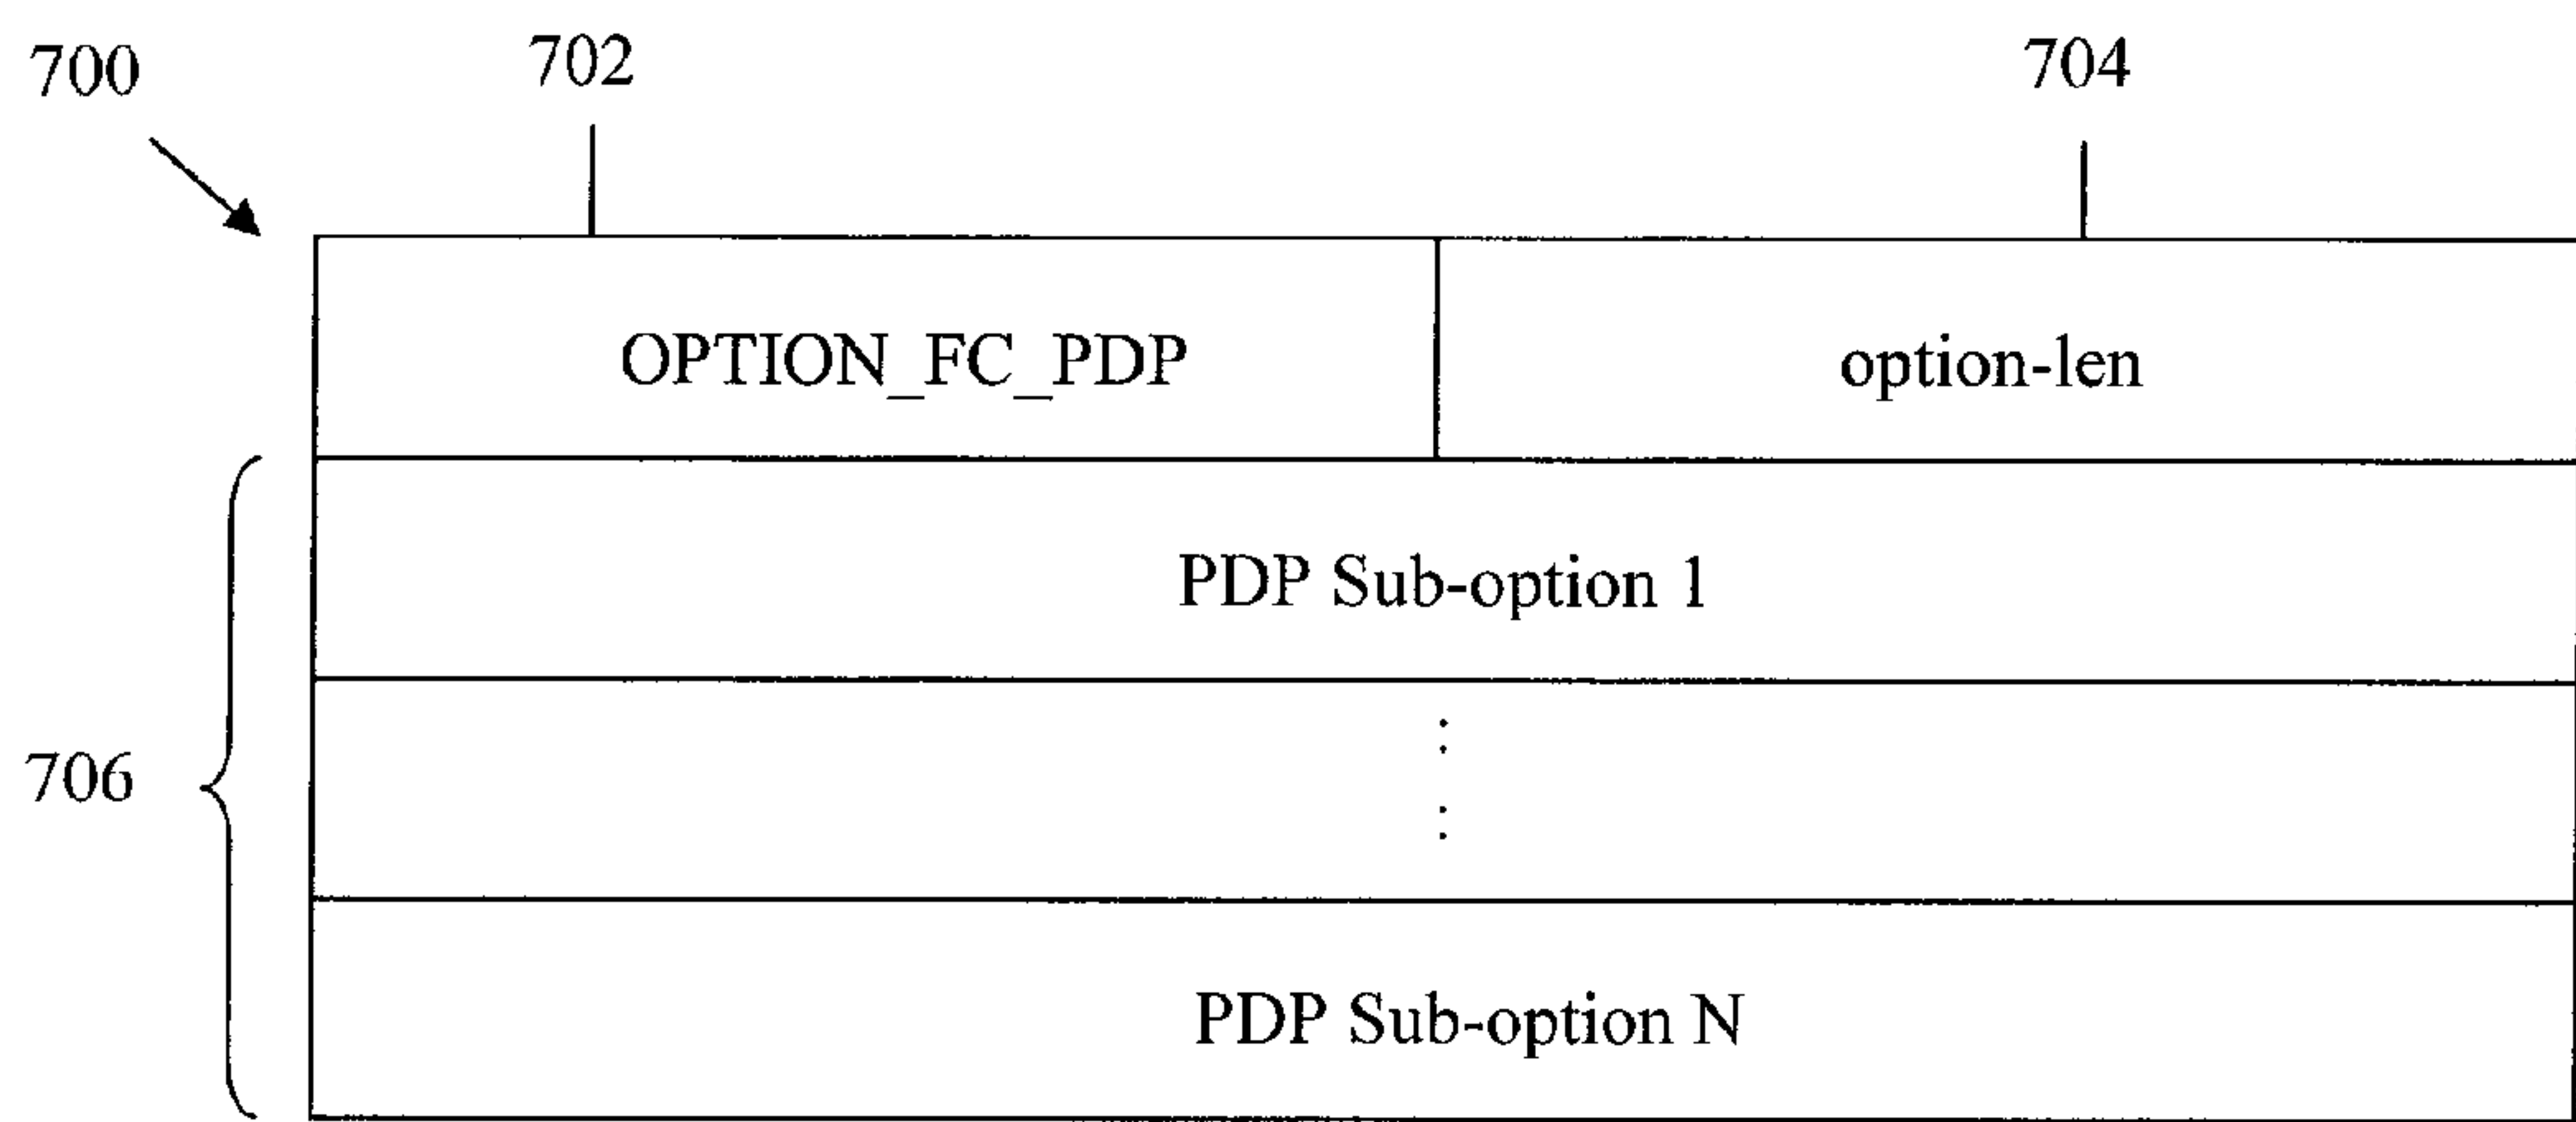 700 702 704
OPTION_FC_PDP option-len
PDP Sub-option 1
706
PDP Sub-option N